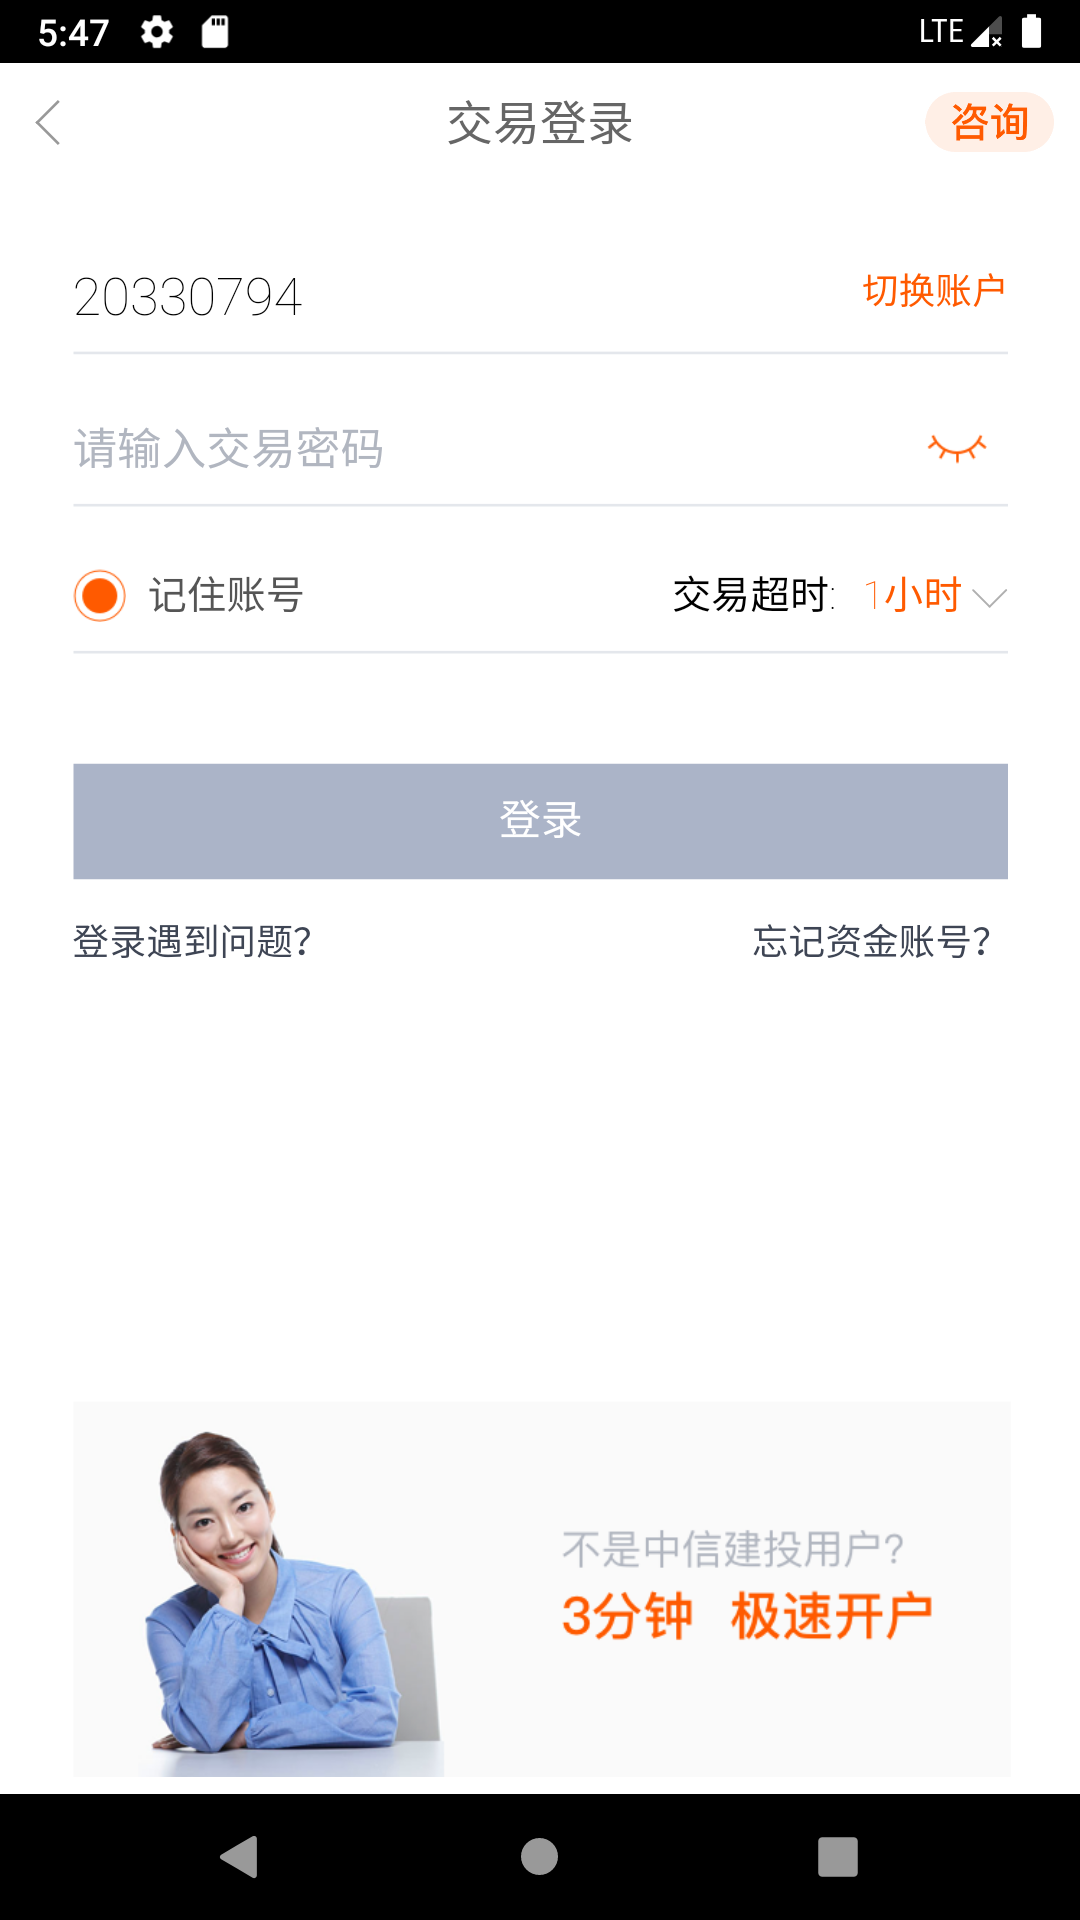 5:47 LTE
交易登录 咨询
20330794 切换账户
请输入交易密码
记住账号 交易超时: 1小时
登录
登录遇到问题? 忘记资金账号?
不是中信建投用户?
3分钟 极速开户